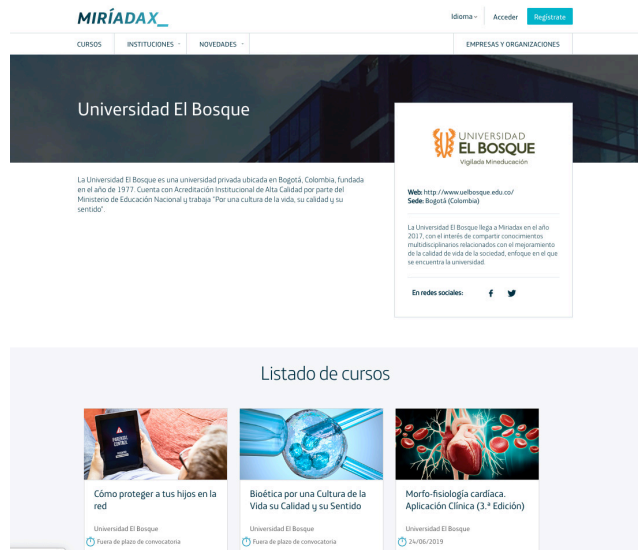 MIRÍADAX_
Idioma
Acceder
Regístrate
CURSOS
INSTITUCIONES
NOVEDADES
EMPRESAS Y ORGANIZACIONES
Universidad El Bosque
UNIVERSIDAD
EL BOSQUE
Vigilada Mineducación
La Universidad El Bosque es una universidad privada ubicada en Bogotá, Colombia, fundada
en el año de 1977. Cuenta con Acreditación Institucional de Alta Calidad por parte del
Ministerio de Educación Nacional y trabaja "Por una cultura de la vida, su calidad y su
sentido".
Web: http://www.uelbosque.edu.co/
Sede: Bogotá (Colombia)
La Universidad El Bosque llega a Miriadax en el año
2017, con el interés de compartir conocimientos
multidisciplinarios relacionados con el mejoramiento
de la calidad de vida de la sociedad, enfoque en el que
se encuentra la universidad.
En redes sociales:
Listado de cursos
Cómo proteger a tus hijos en la
red
Universidad El Bosque
Fuera de plazo de convocatoria
Bioética por una Cultura de la
Vida su Calidad y su Sentido
Universidad El Bosque
Fuera de plazo de convocatoria
Morfo-fisiología cardíaca.
Aplicación Clínica (3.ª Edición)
Universidad El Bosque
24/06/2019